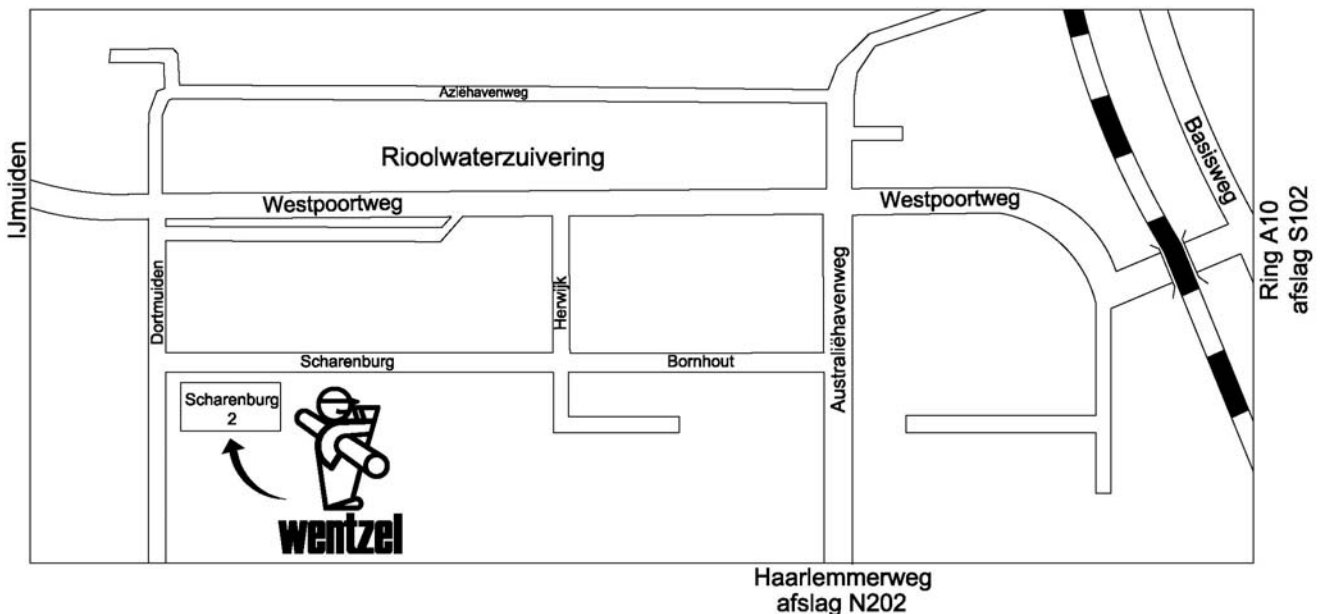 Aziëhavenweg
Rioolwaterzuivering
Basisweg
IJmuiden
Westpoortweg
Westpoortweg
Ring A10
afslag S102
Dortmuiden
Herwijk
Australiëhavenweg
Scharenburg
Bornhout
Scharenburg
2
wentzel
Haarlemmerweg
afslag N202